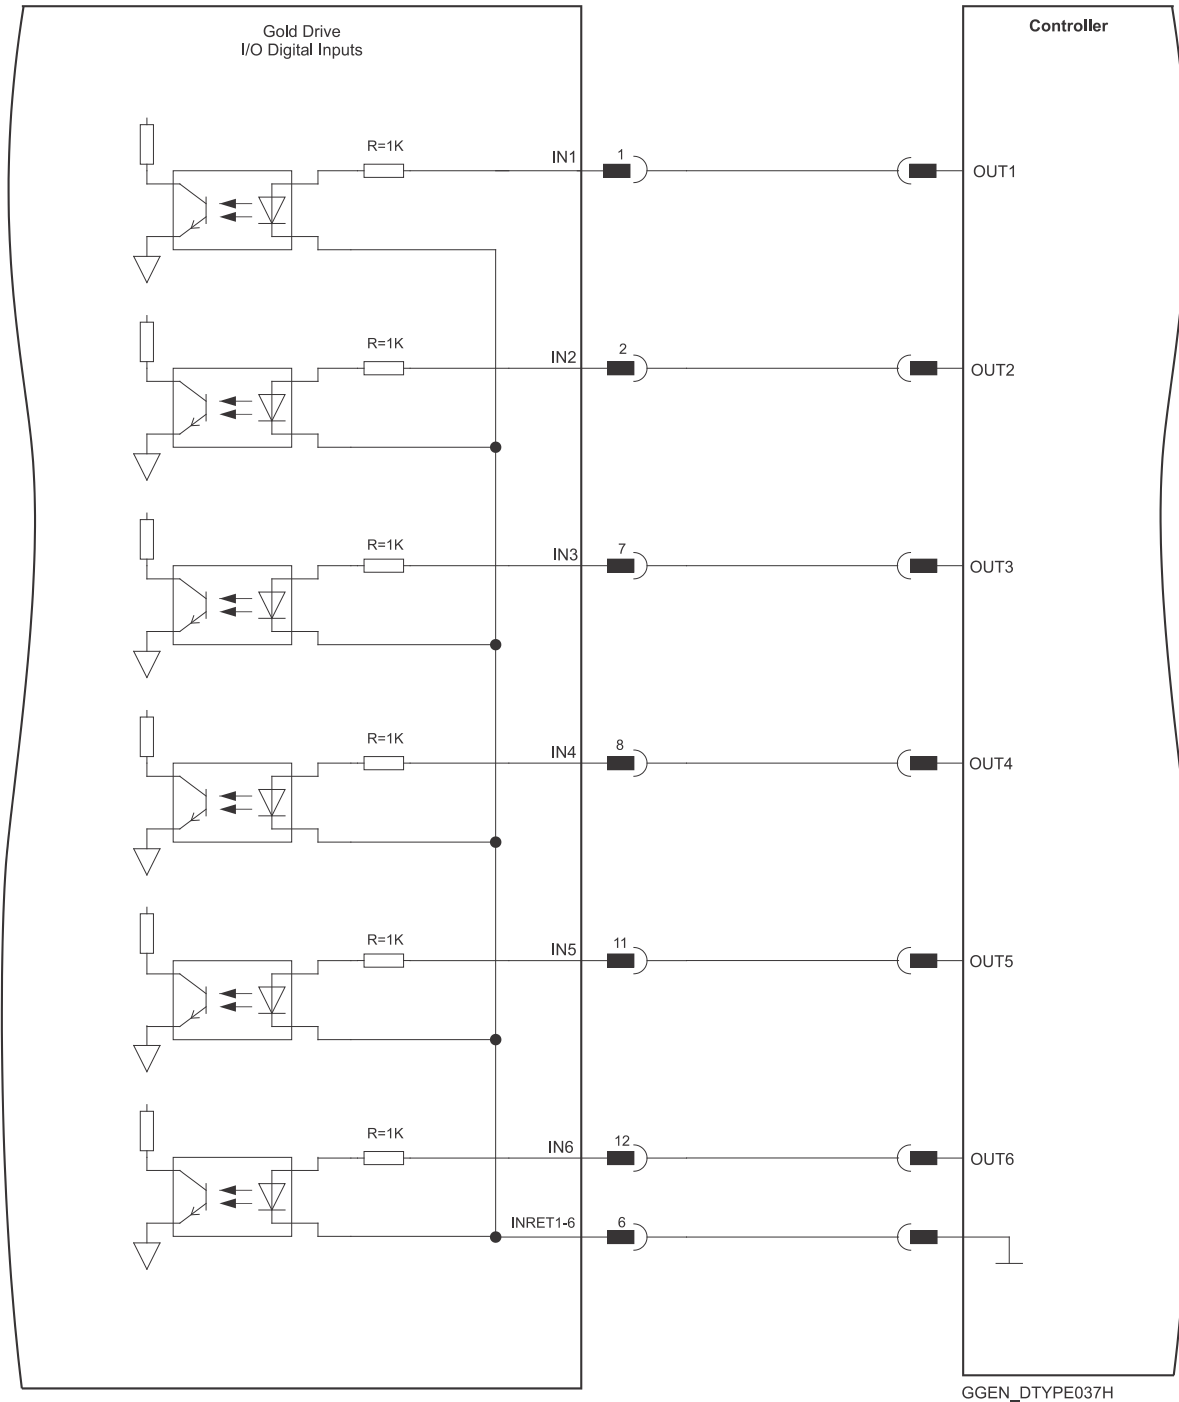 Gold Drive
I/O Digital Inputs
Controller
R=1K
IN1
1
OUT1
R=1K
IN2
2
OUT2
R=1K
IN3
7
OUT3
R=1K
IN4
8
OUT4
R=1K
IN5
11
OUT5
R=1K
IN6
12
OUT6
INRET1-6
6
GGEN_DTYPE037H